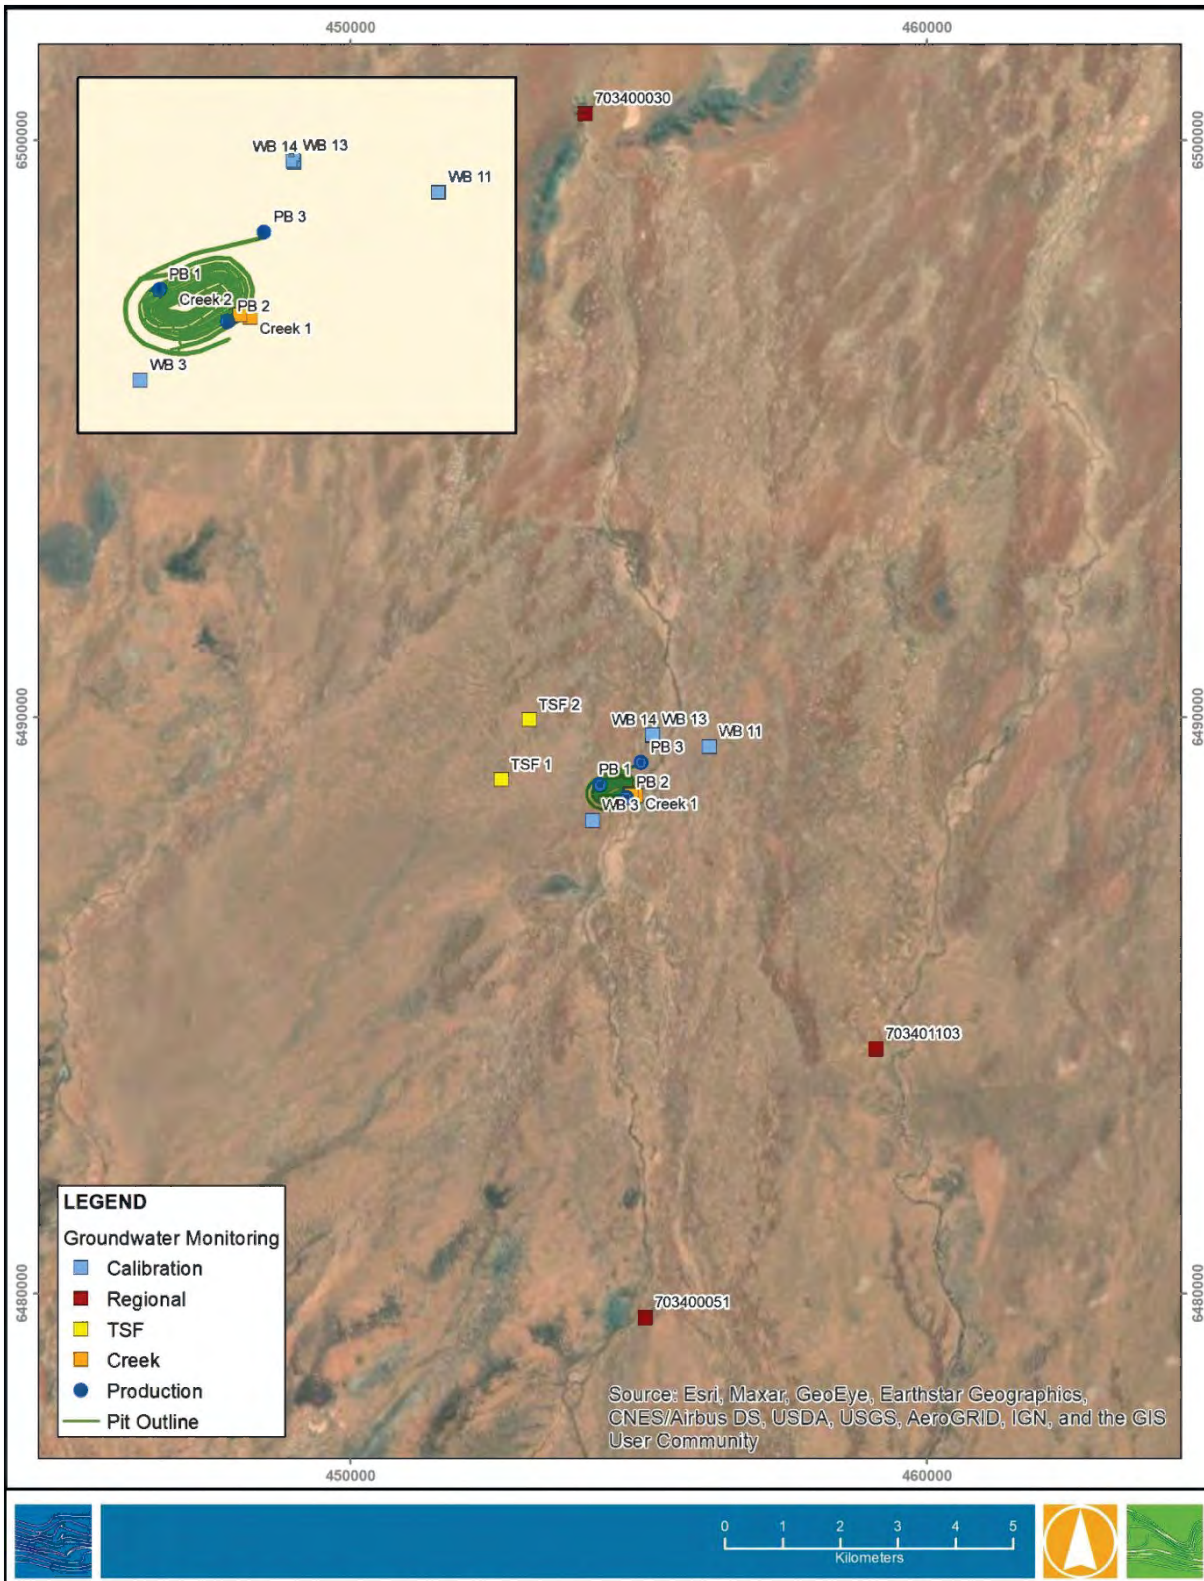 450000
460000
6500000
6500000
703400030
WB 14
WB 13
WB 11
PB 3
PB 1
Creek 2
PB 2
Creek 1
WB 3
6490000
6490000
TSF 2
WB 14
WB 13
WB 11
PB 3
TSF 1
PB 1
PB 2
WB 3
Creek 1
703401103
6480000
6480000
703400051
LEGEND
Groundwater Monitoring
Calibration
Regional
TSF
Creek
Production
Pit Outline
Source: Esri, Maxar, GeoEye, Earthstar Geographics,
CNES/Airbus DS, USDA, USGS, AeroGRID, IGN, and the GIS
User Community
450000
460000
0 1 2 3 4 5
Kilometers